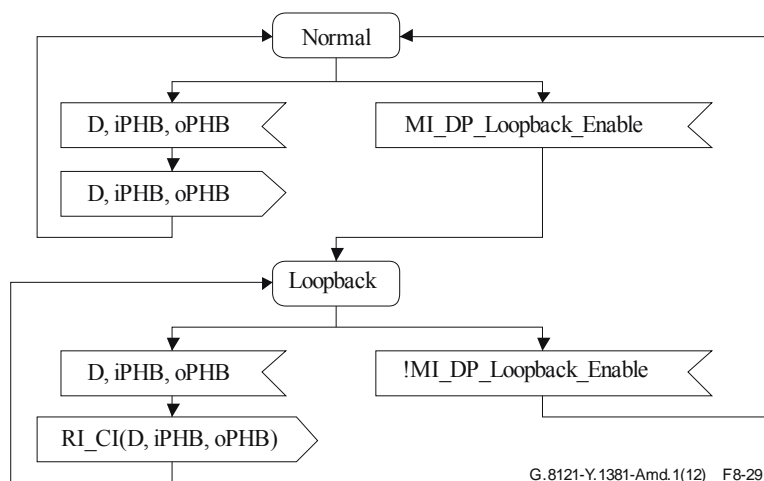 Normal
D, iPHB, oPHB
MI_DP_Loopback_Enable
D, iPHB, oPHB
Loopback
D, iPHB, oPHB
!MI_DP_Loopback_Enable
RI_CI(D, iPHB, oPHB)
G.8121-Y.1381-Amd.1(12) F8-29